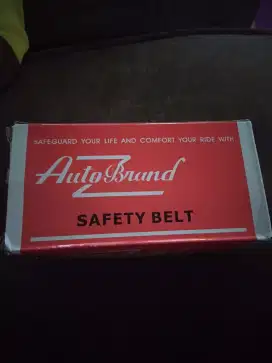 SAFEGUARD YOUR LIFE AND COMFORT YOUR RIDE WITH
AutoBrand
SAFETY BELT